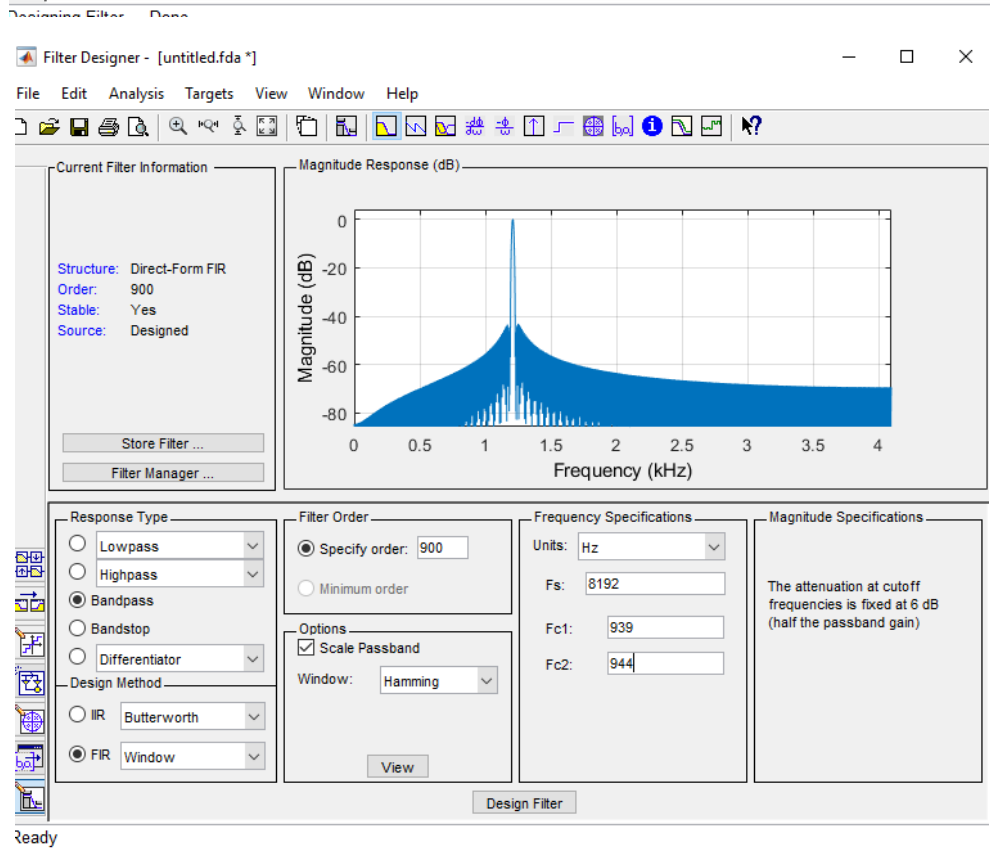 Designing Filter ... Done
Filter Designer - [untitled.fda *]
File Edit Analysis Targets View Window Help
Current Filter Information
Structure: Direct-Form FIR
Order: 900
Stable: Yes
Source: Designed
Store Filter ...
Filter Manager ...
Magnitude Response (dB)
Magnitude (dB)
0
-20
-40
-60
-80
0 0.5 1 1.5 2 2.5 3 3.5 4
Frequency (kHz)
Response Type
Lowpass
Highpass
Bandpass
Bandstop
Differentiator
Design Method
IIR Butterworth
FIR Window
Filter Order
Specify order: 900
Minimum order
Options
Scale Passband
Window: Hamming
View
Frequency Specifications
Units: Hz
Fs: 8192
Fc1: 939
Fc2: 944
Magnitude Specifications
The attenuation at cutoff
frequencies is fixed at 6 dB
(half the passband gain)
Design Filter
Ready